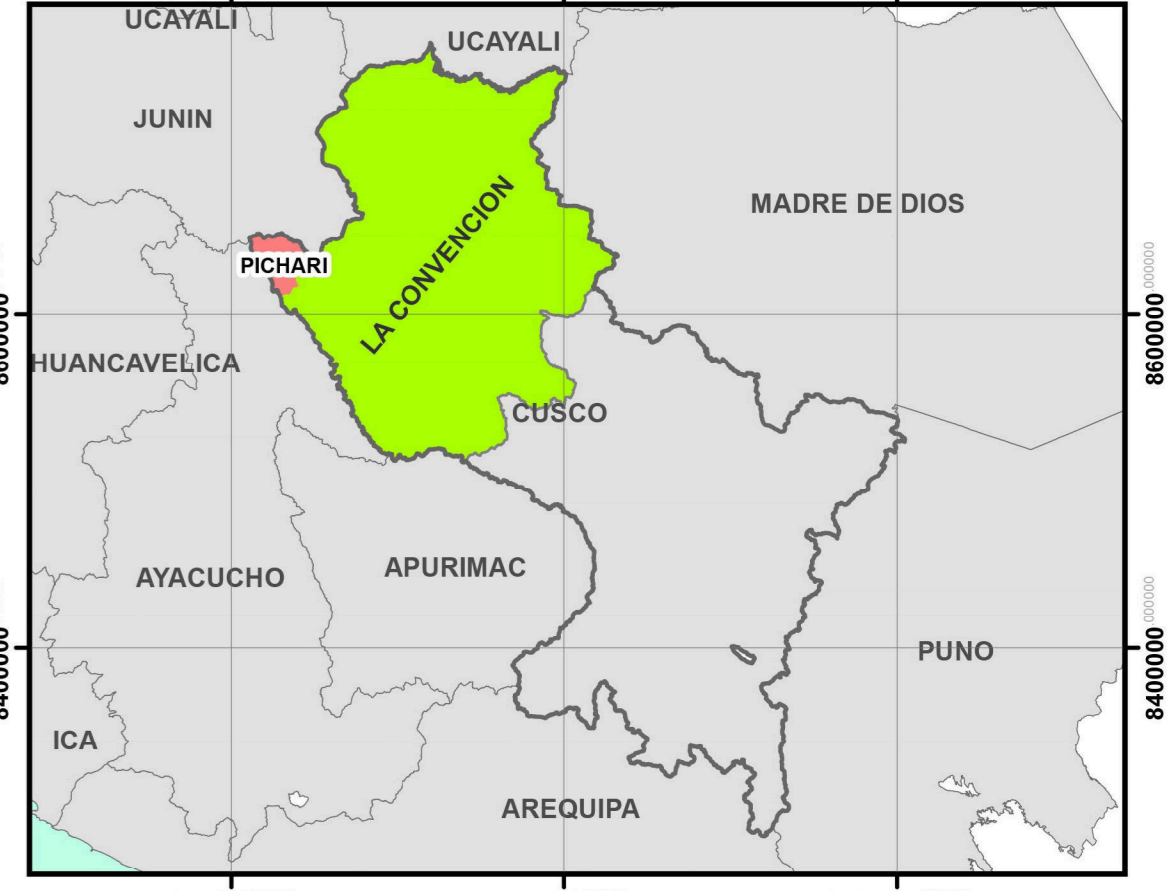 UCAYALI
UCAYALI
JUNIN
MADRE DE DIOS
PICHARI
LA CONVENCION
8600000
HUANCAVELICA
CUSCO
APURIMAC
AYACUCHO
8400000
PUNO
ICA
AREQUIPA